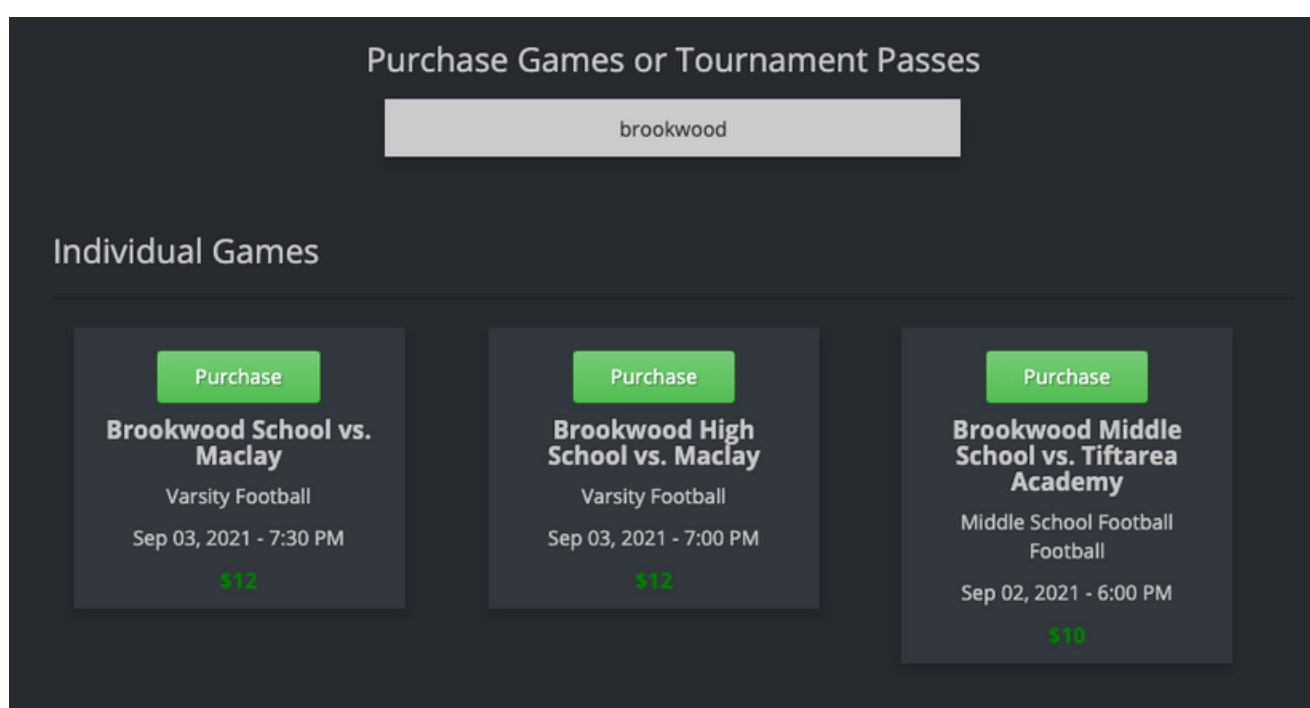 Purchase Games or Tournament Passes
brookwood
Individual Games
Purchase
Brookwood School vs.
Maclay
Varsity Football
Sep 03, 2021 - 7:30 PM
$12
Purchase
Brookwood High
School vs. Maclay
Varsity Football
Sep 03, 2021 - 7:00 PM
$12
Purchase
Brookwood Middle
School vs. Tiftarea
Academy
Middle School Football
Football
Sep 02, 2021 - 6:00 PM
$10